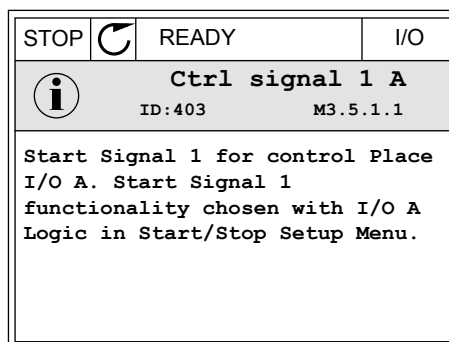 STOP READY I/O
Ctrl signal 1 A
ID:403 M3.5.1.1
Start Signal 1 for control Place
I/O A. Start Signal 1
functionality chosen with I/O A
Logic in Start/Stop Setup Menu.